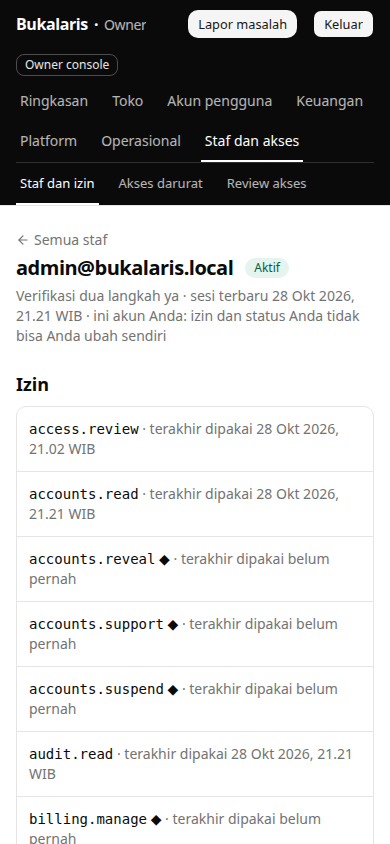 Bukalaris · Owner
Lapor masalah
Keluar
Owner console
Ringkasan
Toko
Akun pengguna
Keuangan
Platform
Operasional
Staf dan akses
Staf dan izin
Akses darurat
Review akses
← Semua staf
admin@bukalaris.local
Aktif
Verifikasi dua langkah ya · sesi terbaru 28 Okt 2026,
21.21 WIB · ini akun Anda: izin dan status Anda tidak
bisa Anda ubah sendiri
Izin
access.review · terakhir dipakai 28 Okt 2026,
21.02 WIB
accounts.read · terakhir dipakai 28 Okt 2026,
21.21 WIB
accounts.reveal ◆ · terakhir dipakai belum
pernah
accounts.support ◆ · terakhir dipakai belum
pernah
accounts.suspend ◆ · terakhir dipakai belum
pernah
audit.read · terakhir dipakai 28 Okt 2026, 21.21
WIB
billing.manage ◆ · terakhir dipakai belum
pernah